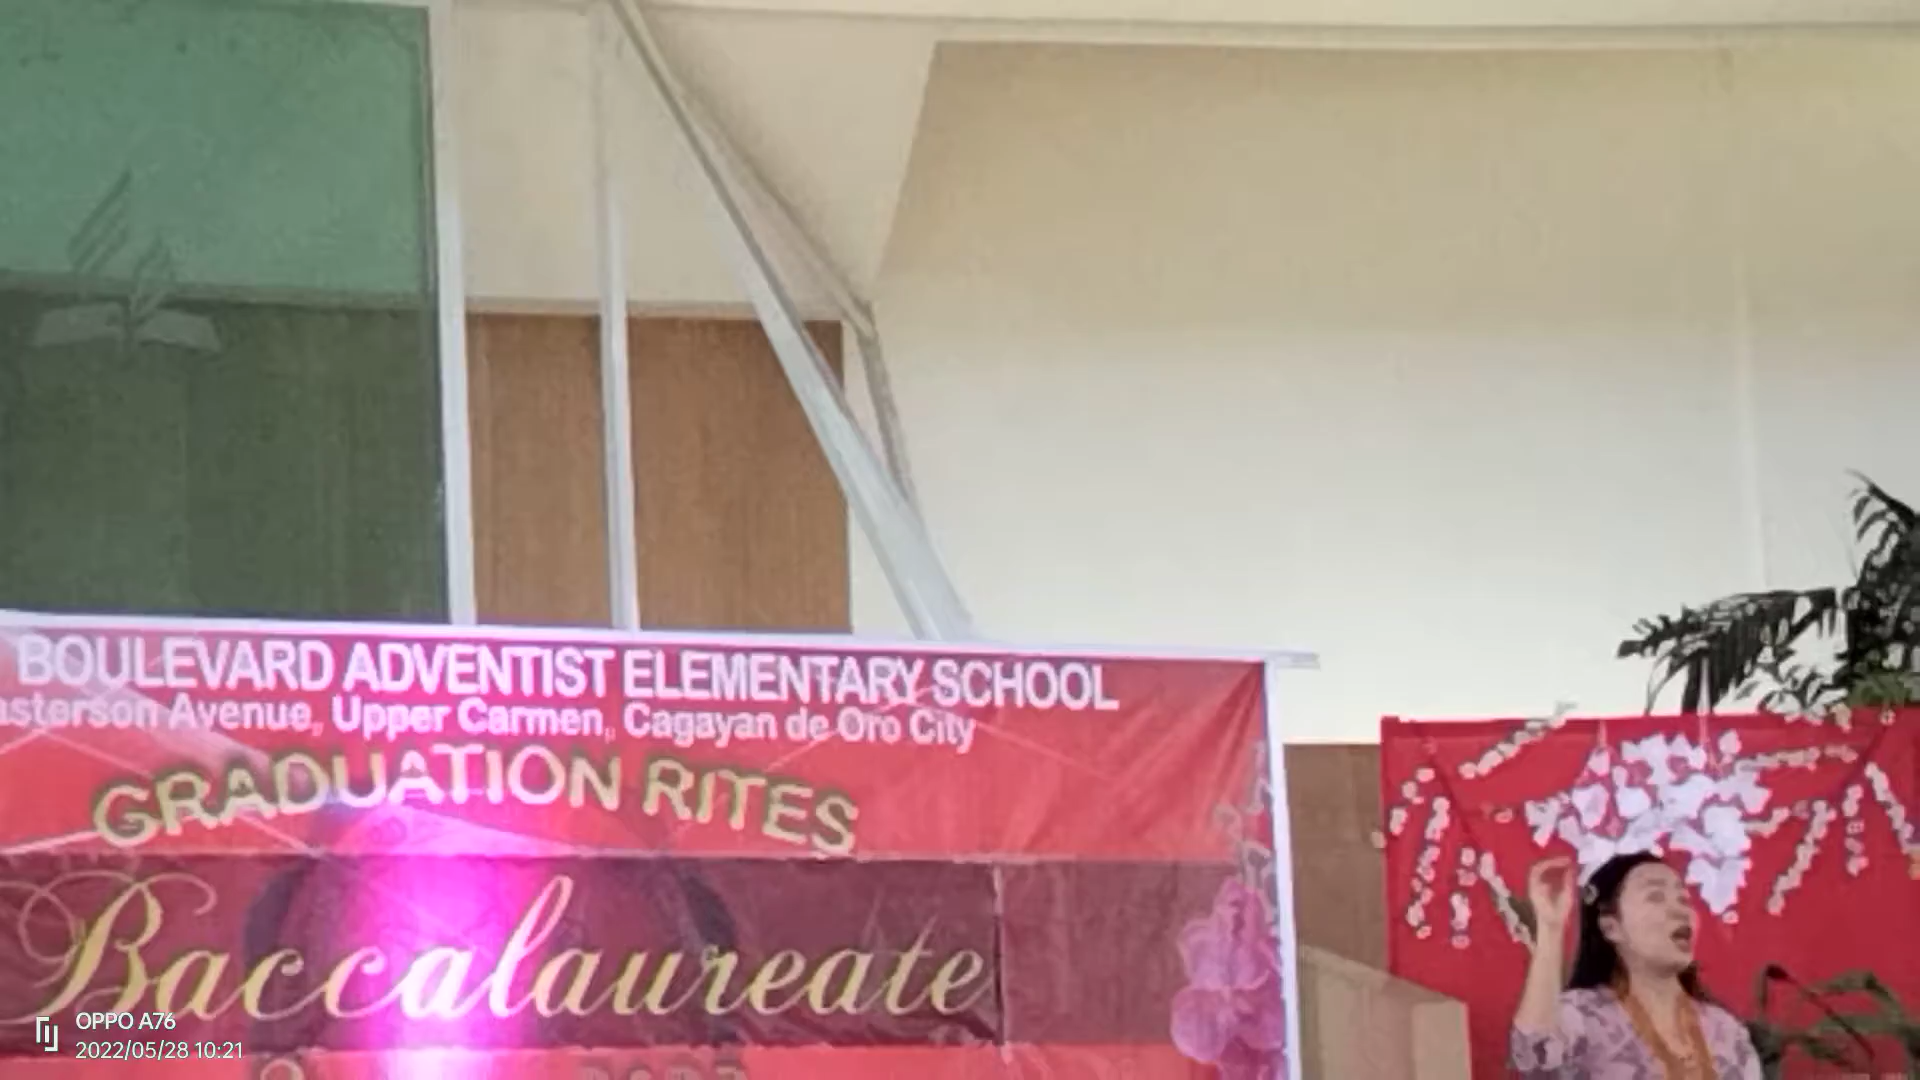 BOULEVARD ADVENTIST ELEMENTARY SCHOOL
Avenue, Upper Carmen, Cagayan de Oro City
GRADUATION RITES
Baccalaureate
OPPO A76
2022/05/28 10:21